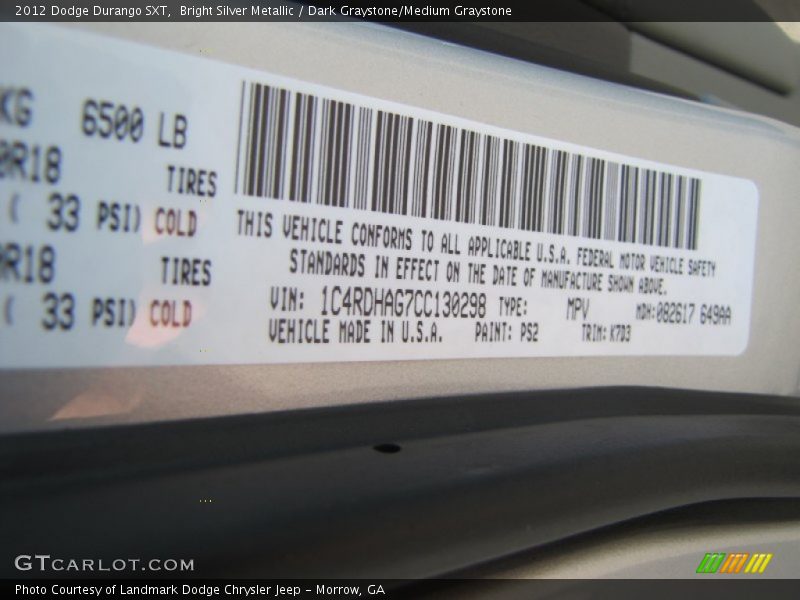 2012 Dodge Durango SXT,  Bright Silver Metallic / Dark Graystone/Medium Graystone
KG 6500 LB
0R18 TIRES
( 33 PSI) COLD
R18 TIRES
( 33 PSI) COLD
THIS VEHICLE CONFORMS TO ALL APPLICABLE U.S.A. FEDERAL MOTOR VEHICLE SAFETY
STANDARDS IN EFFECT ON THE DATE OF MANUFACTURE SHOWN ABOVE.
VIN: 1C4RDHAG7CC130298 TYPE: MPV MDH:082617 649AA
VEHICLE MADE IN U.S.A. PAINT: PS2 TRIM: K7D3
GTCARLOT.COM
Photo Courtesy of Landmark Dodge Chrysler Jeep - Morrow, GA